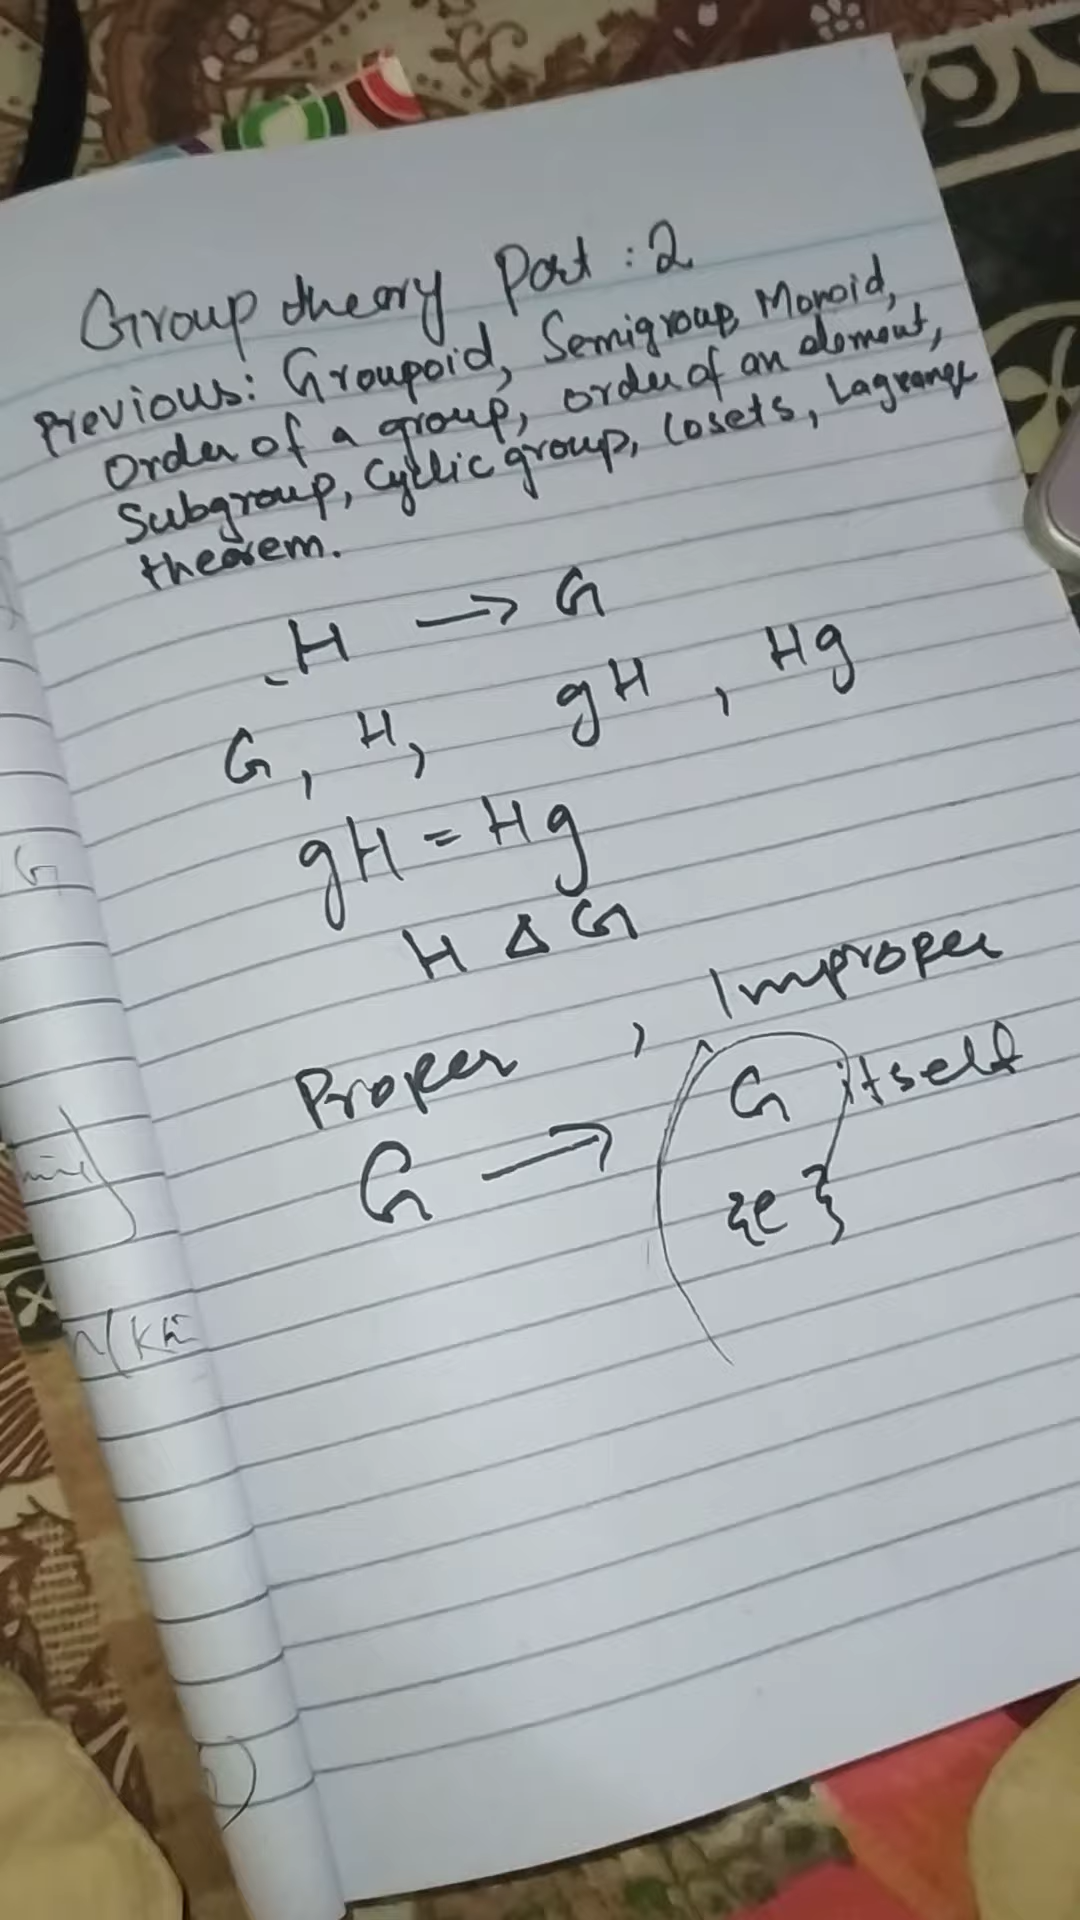 Group theory Part : 2
Previous: Groupoid, Semigroup, Monoid,
Order of a group, order of an element,
Subgroup, Cyclic group, Cosets, Lagrange
theorem.
H → G
G, H, gH, Hg
gH = Hg
H Δ G
Proper, Improper
G → G itself
{e}
G